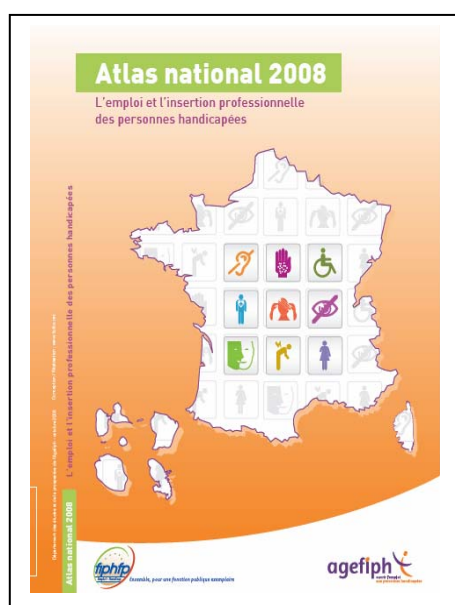 Atlas national 2008
L'emploi et l'insertion professionnelle
des personnes handicapées
Atlas national 2008
L'emploi et l'insertion professionnelle des personnes handicapées
fiphfp
Ensemble, pour une fonction publique exemplaire
agefiph